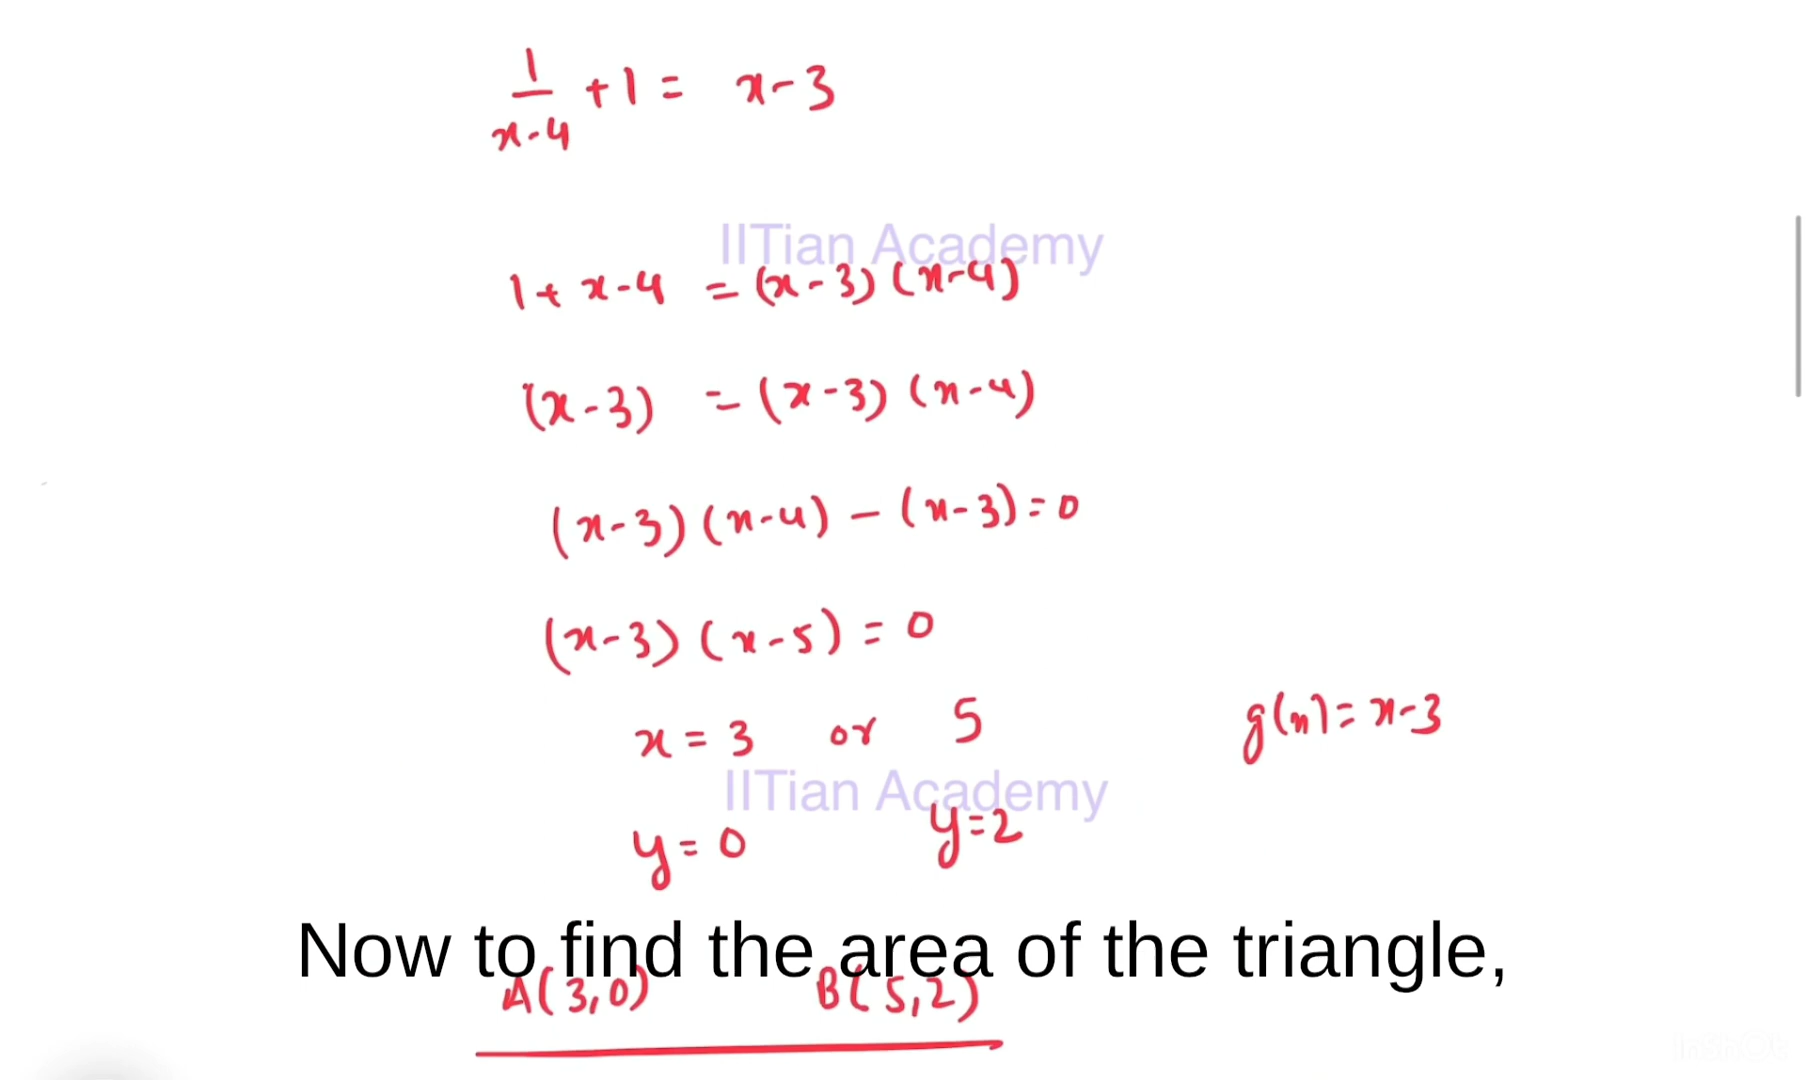 1/(x-4) + 1 = x-3
IITian Academy
1 + x-4 = (x-3)(x-4)
(x-3) = (x-3)(x-4)
(x-3)(x-4) - (x-3) = 0
(x-3)(x-5) = 0
x = 3 or 5 g(x) = x-3
IITian Academy
y = 0 y = 2
Now to find the area of the triangle,
A(3,0) B(5,2)
InShOt